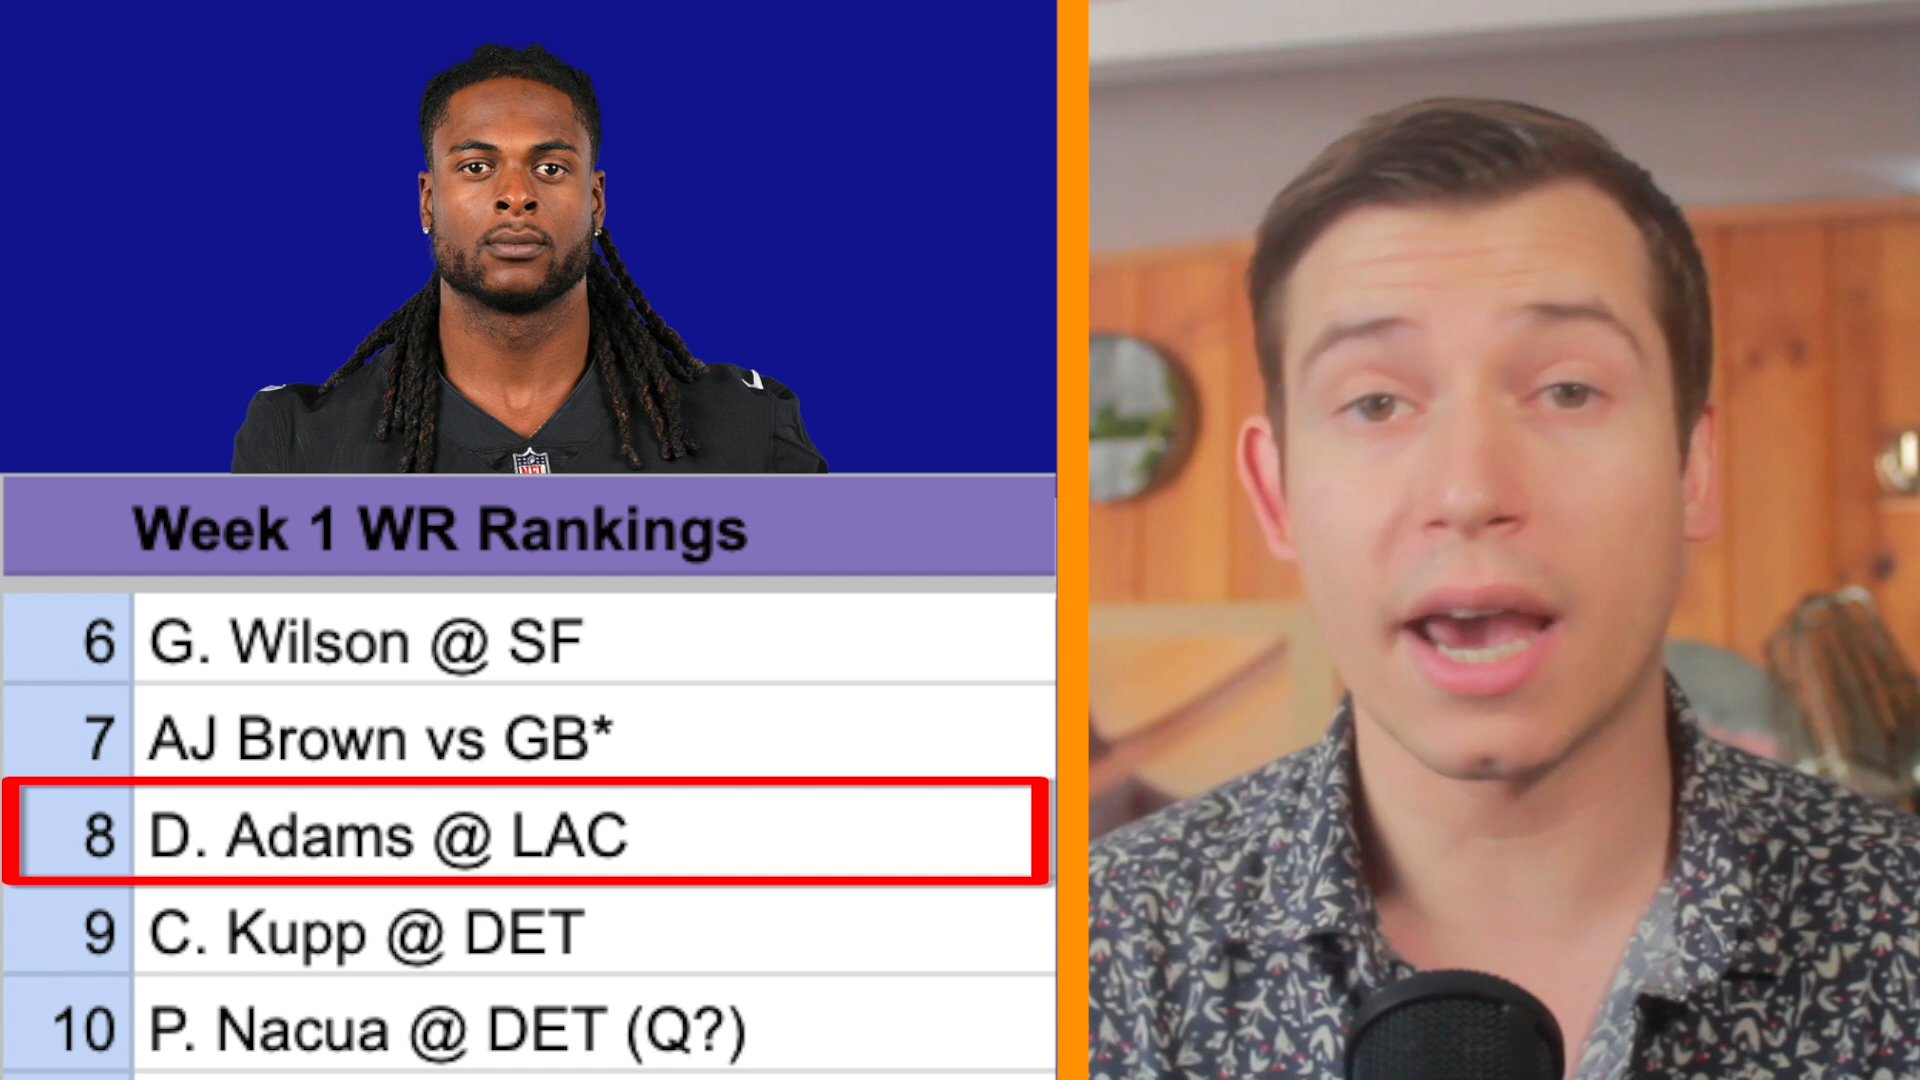 NFL
Week 1 WR Rankings
6 G. Wilson @ SF
7 AJ Brown vs GB*
8 D. Adams @ LAC
9 C. Kupp @ DET
10 P. Nacua @ DET (Q?)